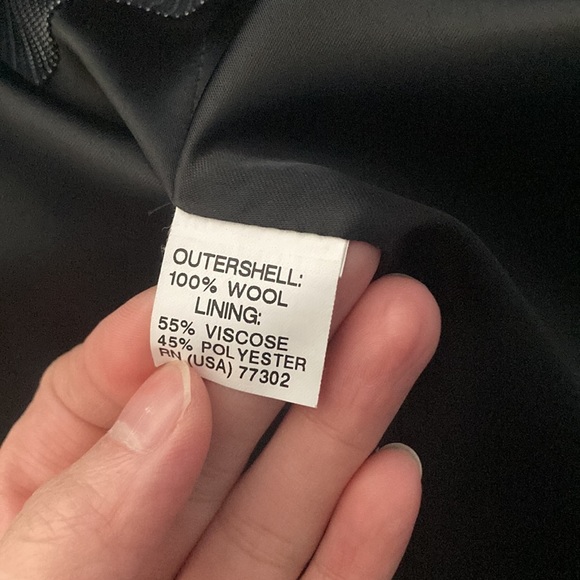 OUTERSHELL:
100% WOOL
LINING:
55% VISCOSE
45% POLYESTER
RN (USA) 77302